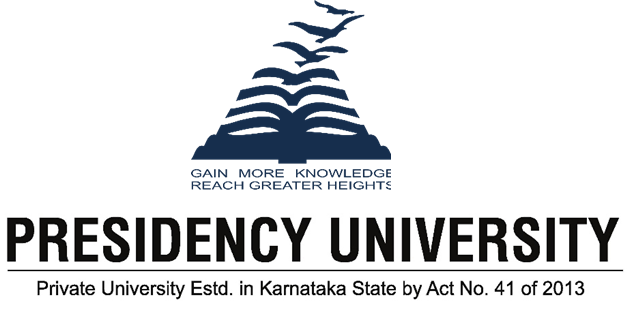 GAIN MORE KNOWLEDGE
REACH GREATER HEIGHTS
PRESIDENCY UNIVERSITY
Private University Estd. in Karnataka State by Act No. 41 of 2013